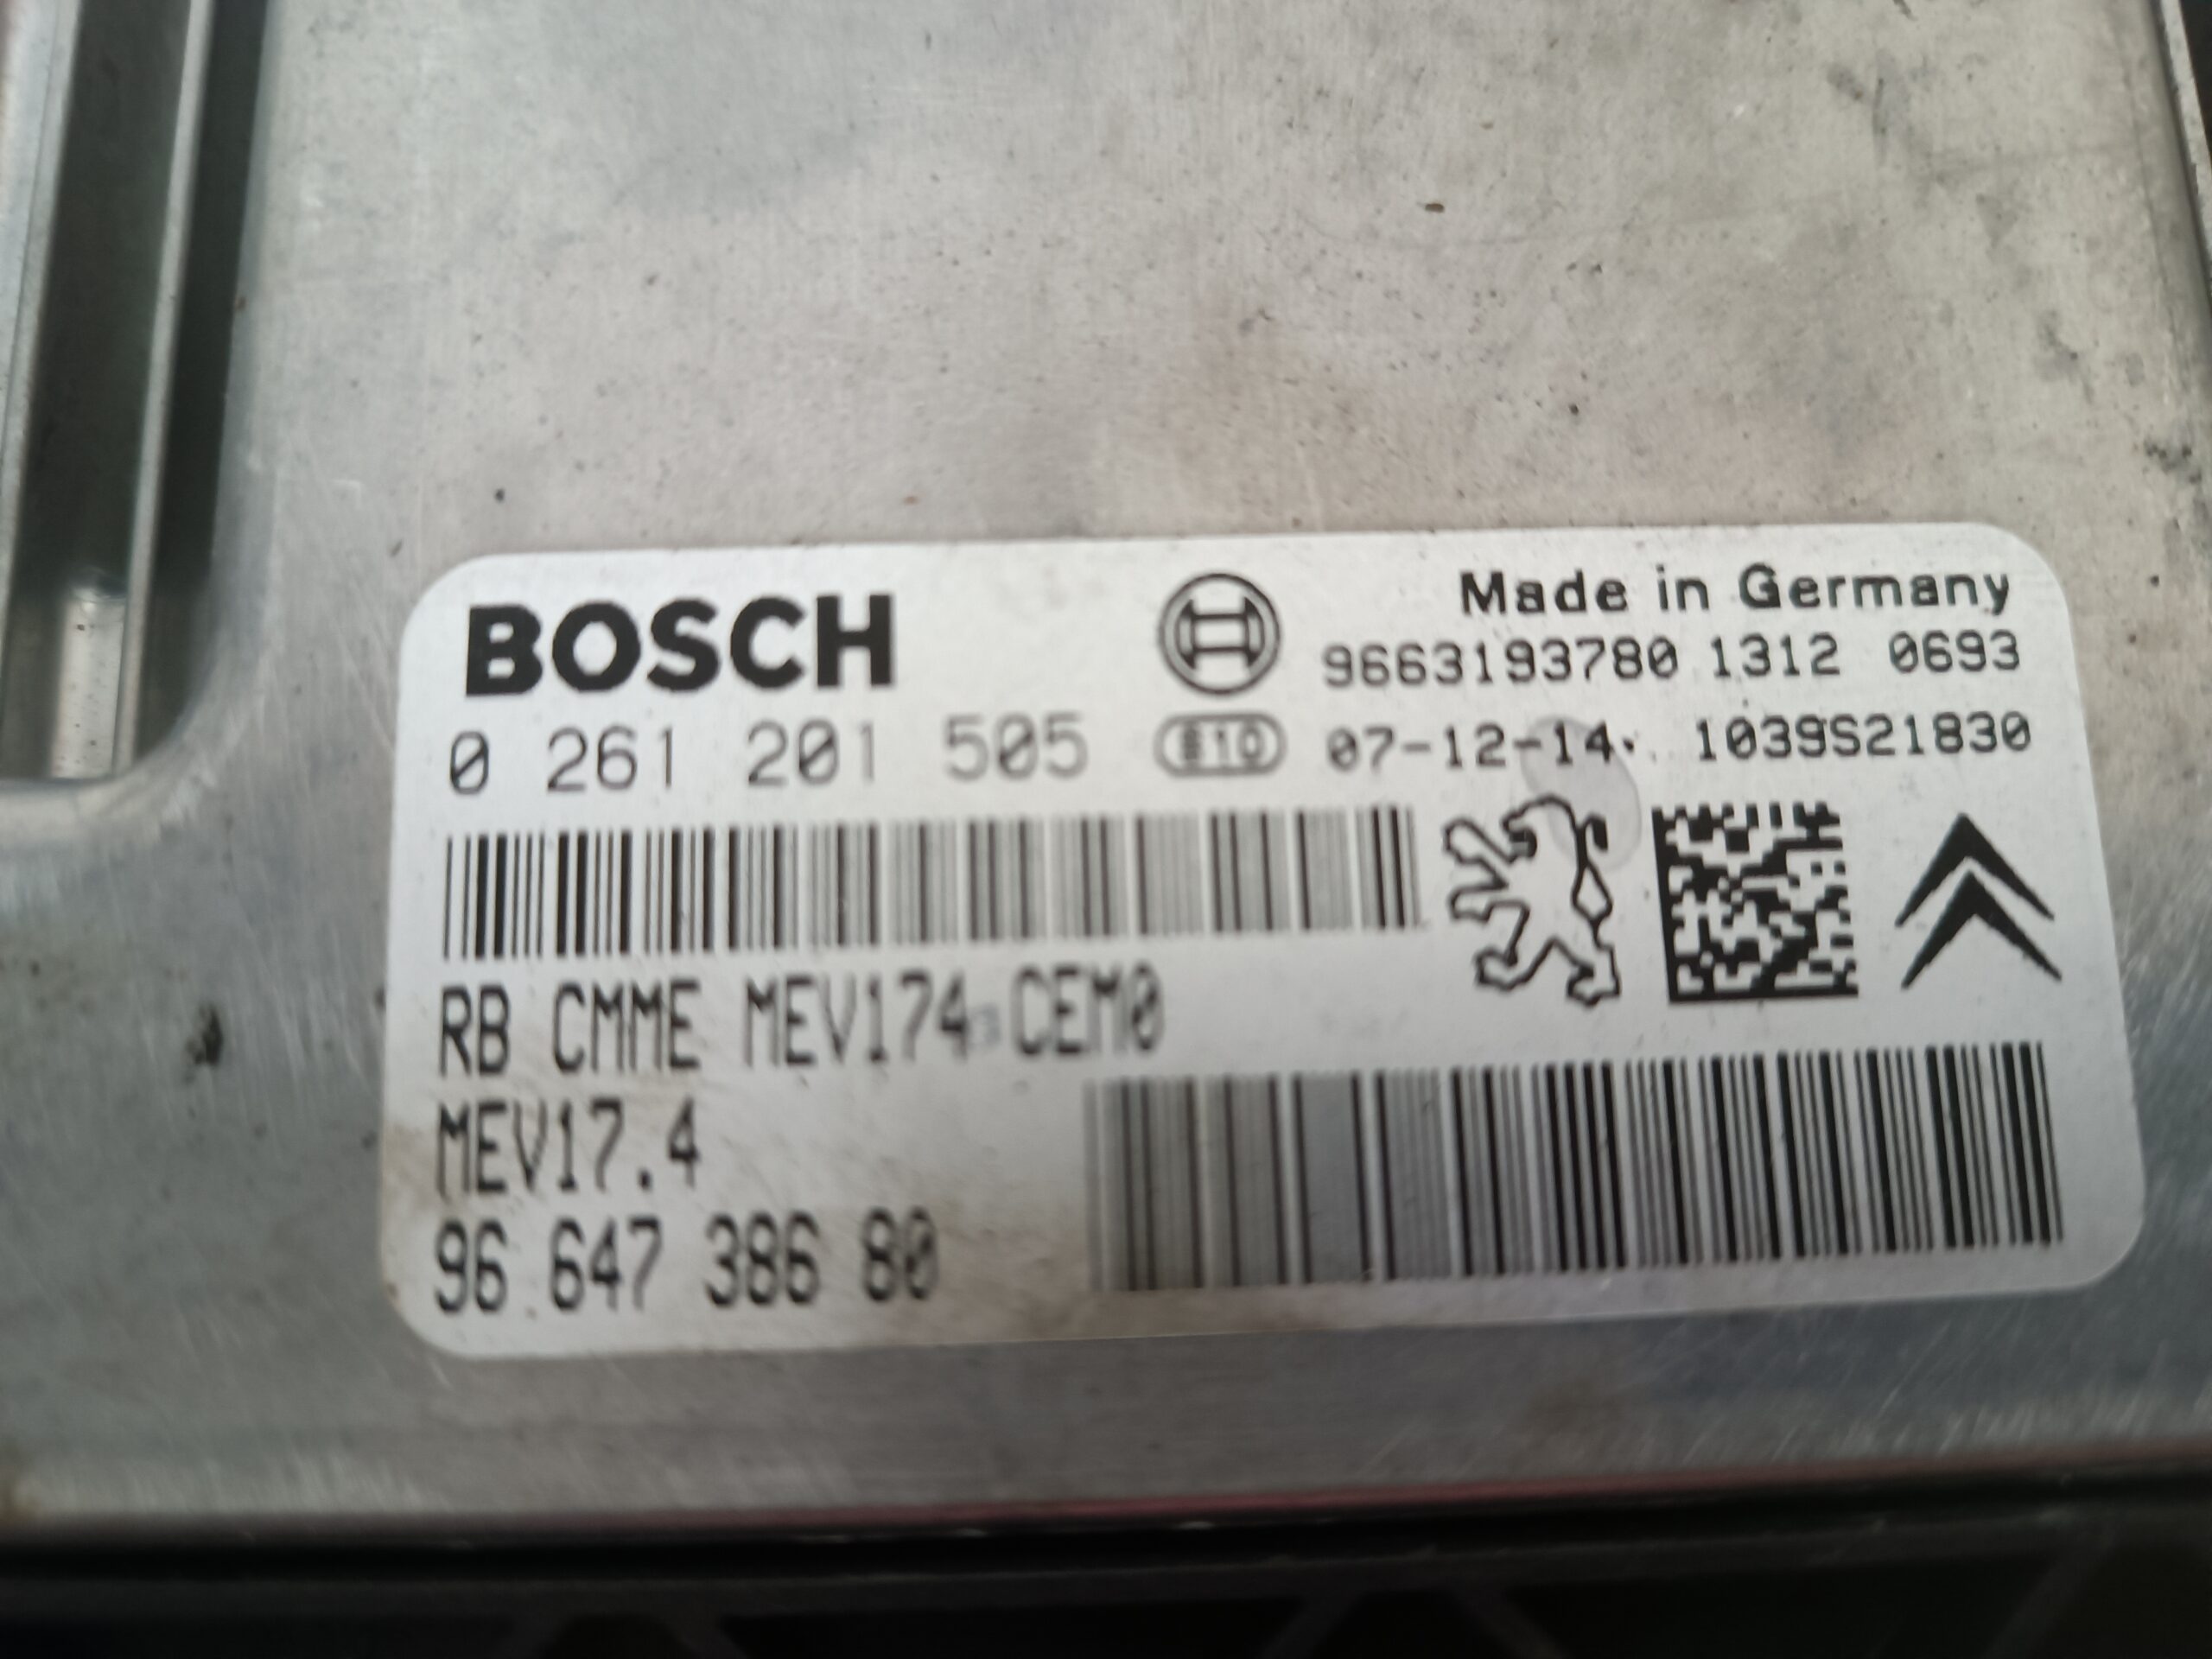 BOSCH
Made in Germany
9663193780 1312 0693
0 261 201 505
B10
07-12-14 1039S21830
RB CMME MEV174 CEM0
MEV17.4
96 647 386 80